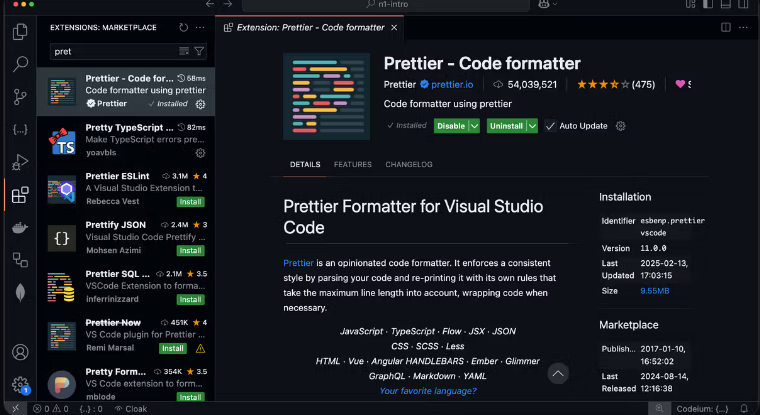 n1-intro
EXTENSIONS: MARKETPLACE
Extension: Prettier - Code formatter
pret
Prettier - Code for... 58ms
Code formatter using prettier
Prettier Installed
Pretty TypeScript ... 82ms
Make TypeScript errors pre...
yoavbls
Prettier ESLint 3.1M 4
A Visual Studio Extension t...
Rebecca Vest Install
Prettify JSON 2.4M 3
Visual Studio Code Prettify ...
Mohsen Azimi Install
Prettier SQL ... 2.1M 3.5
VSCode Extension to forma...
inferrinizzard Install
Prettier Now 451K 4
VS Code plugin for Prettier ...
Remi Marsal Install
Pretty Form... 354K 3.5
VS Code extension to form...
mblode Install
Prettier - Code formatter
Prettier prettier.io 54,039,521 (475) S
Code formatter using prettier
Installed Disable Uninstall Auto Update
DETAILS FEATURES CHANGELOG
Prettier Formatter for Visual Studio
Code
Prettier is an opinionated code formatter. It enforces a consistent
style by parsing your code and re-printing it with its own rules that
take the maximum line length into account, wrapping code when
necessary.
JavaScript · TypeScript · Flow · JSX · JSON
CSS · SCSS · Less
HTML · Vue · Angular HANDLEBARS · Ember · Glimmer
GraphQL · Markdown · YAML
Your favorite language?
Installation
Identifier esbenp.prettier
vscode
Version 11.0.0
Last 2025-02-13,
Updated 17:03:15
Size 9.55MB
Marketplace
Publish... 2017-01-10,
16:52:02
Last 2024-08-14,
Released 12:16:38
1
0 0 {..} : 0 Cloak Codeium: {...}